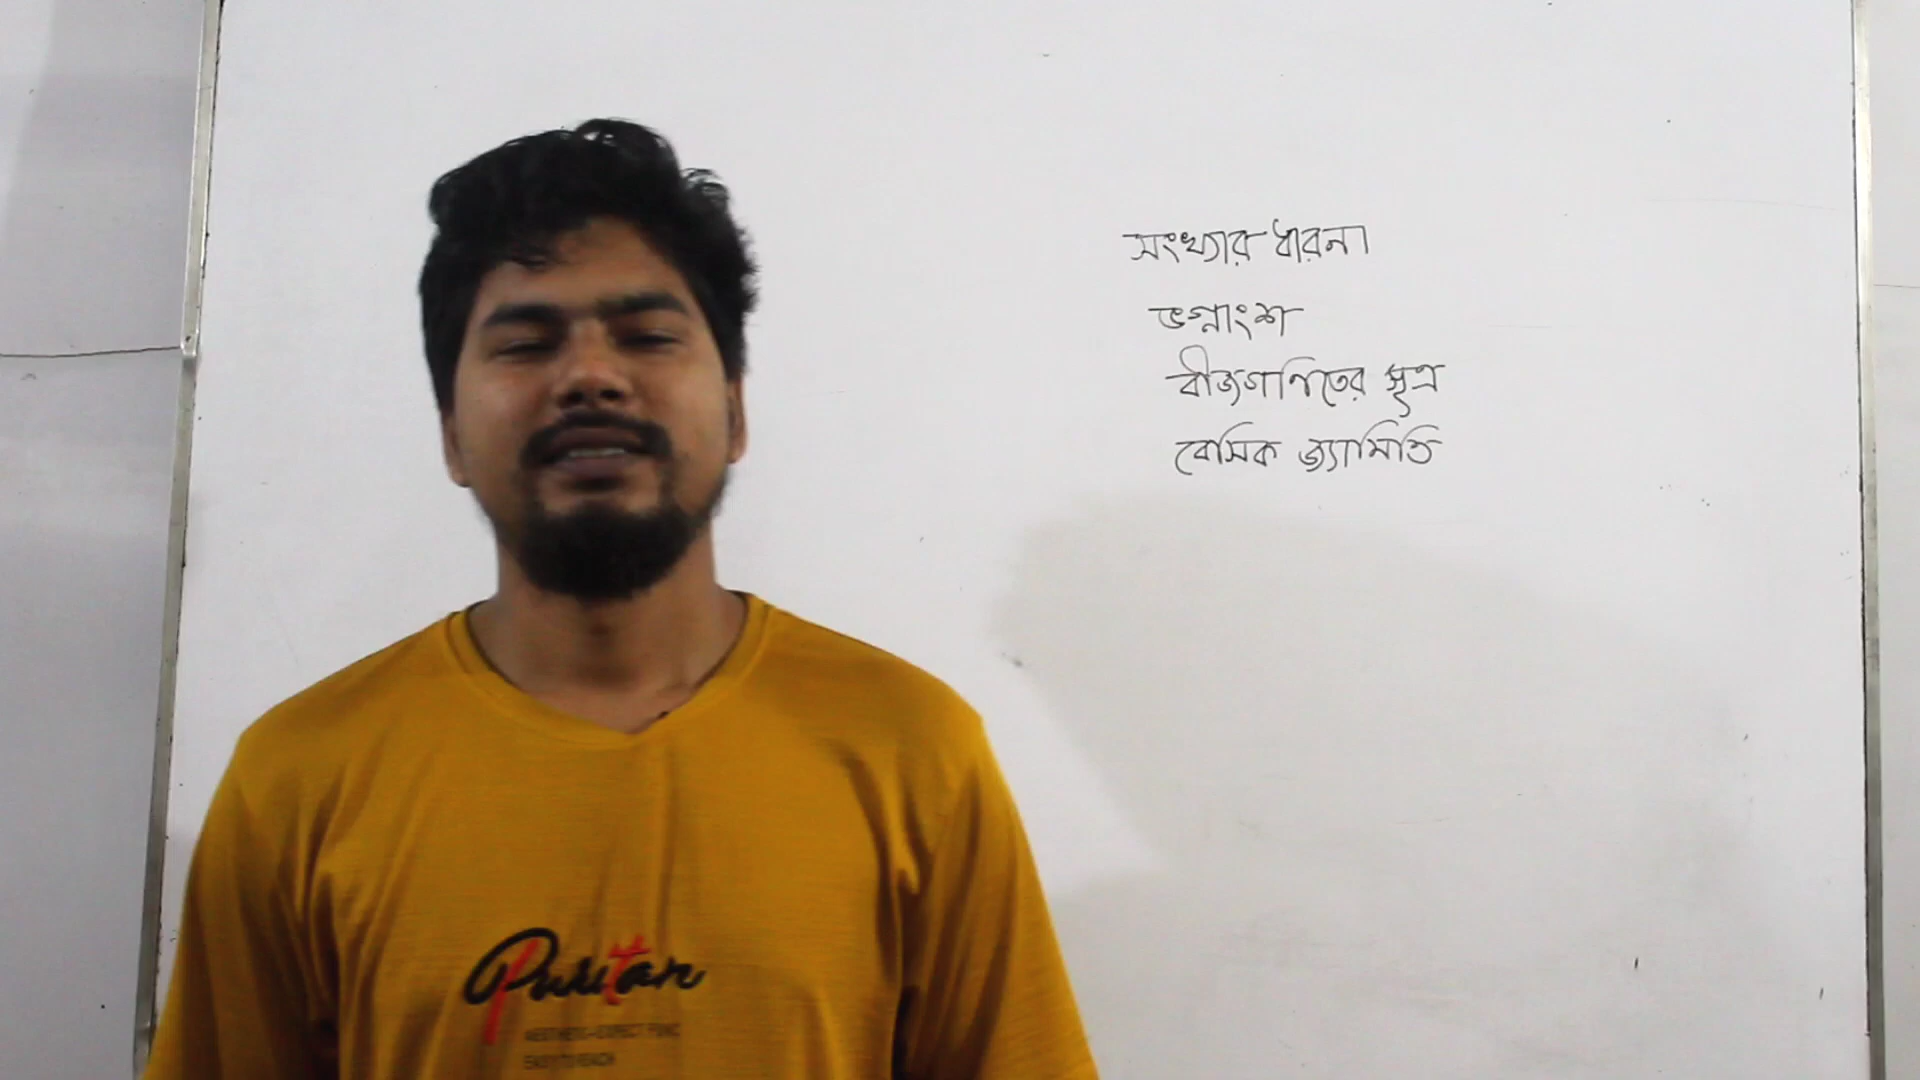 সংখ্যার ধারনা
ভগ্নাংশ
বীজগণিতের সূত্র
বেসিক জ্যামিতি
Puritan